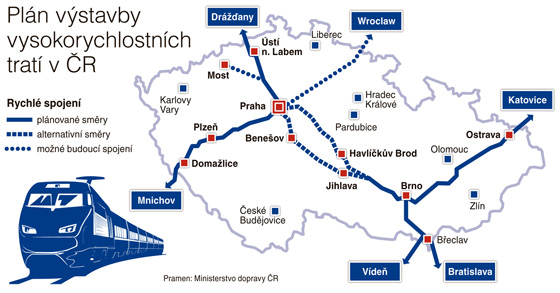 Plán výstavby
vysokorychlostních
tratí v ČR
Rychlé spojení
plánované směry
alternativní směry
možné budoucí spojení
Drážďany
Wroclaw
Liberec
Ústí
n. Labem
Most
Karlovy
Vary
Praha
Hradec
Králové
Katovice
Pardubice
Plzeň
Benešov
Havlíčkův Brod
Ostrava
Olomouc
Domažlice
Jihlava
Brno
Mnichov
Zlín
České
Budějovice
Břeclav
Vídeň
Bratislava
Pramen: Ministerstvo dopravy ČR